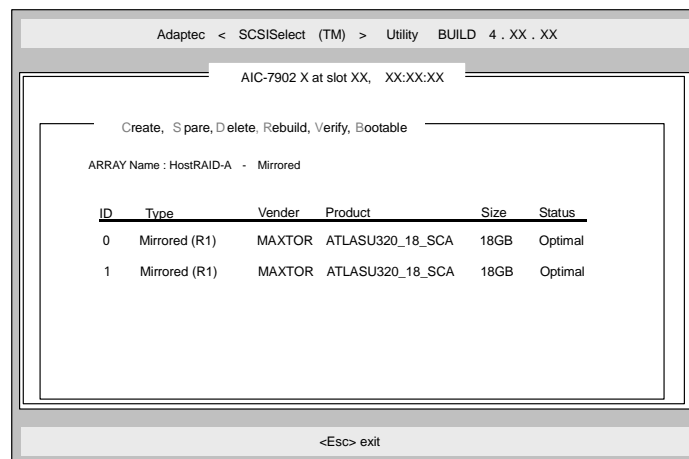 Adaptec < SCSISelect (TM) > Utility BUILD 4 . XX . XX
AIC-7902 X at slot XX, XX:XX:XX
Create, Spare, Delete, Rebuild, Verify, Bootable
ARRAY Name : HostRAID-A - Mirrored
ID Type Vender Product Size Status
0 Mirrored (R1) MAXTOR ATLASU320_18_SCA 18GB Optimal
1 Mirrored (R1) MAXTOR ATLASU320_18_SCA 18GB Optimal
<Esc> exit